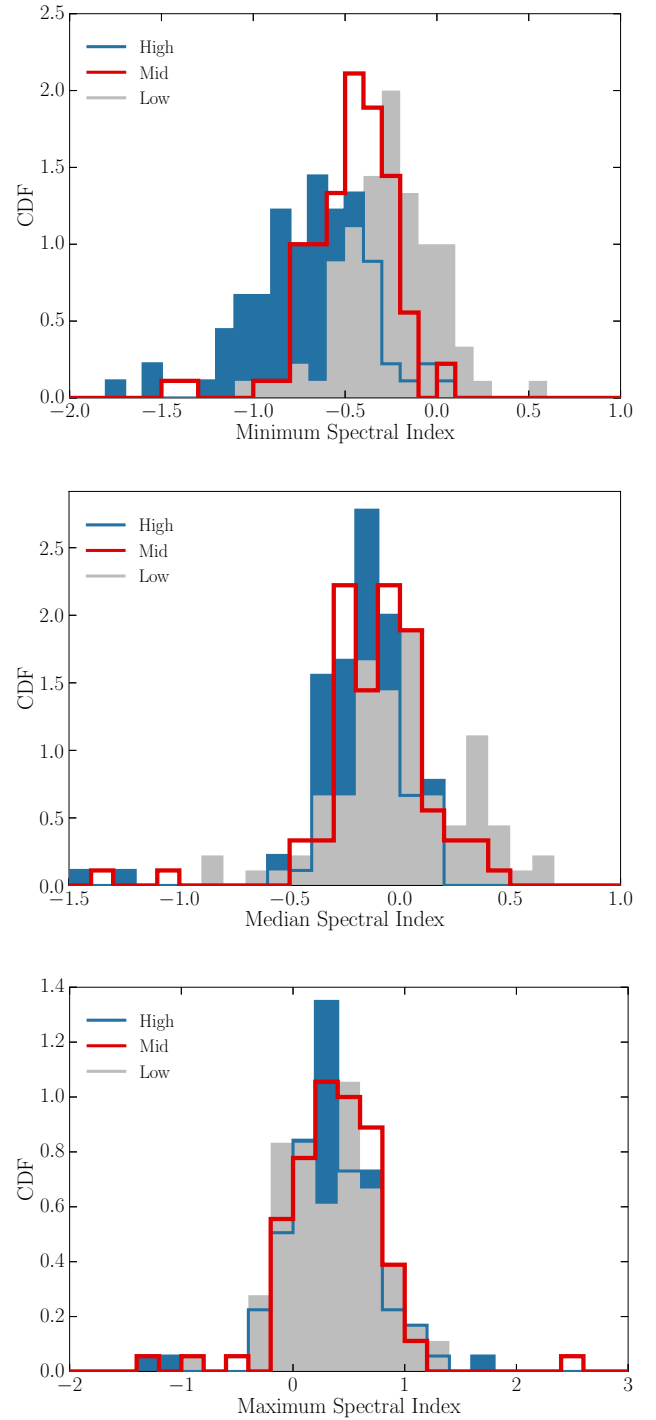 2.5
High
Mid
Low
2.0
1.5
CDF
1.0
0.5
0.0
−2.0 −1.5 −1.0 −0.5 0.0 0.5 1.0
Minimum Spectral Index
High
Mid
Low
2.5
2.0
1.5
CDF
1.0
0.5
0.0
−1.5 −1.0 −0.5 0.0 0.5 1.0
Median Spectral Index
1.4
High
Mid
Low
1.2
1.0
0.8
CDF
0.6
0.4
0.2
0.0
−2 −1 0 1 2 3
Maximum Spectral Index